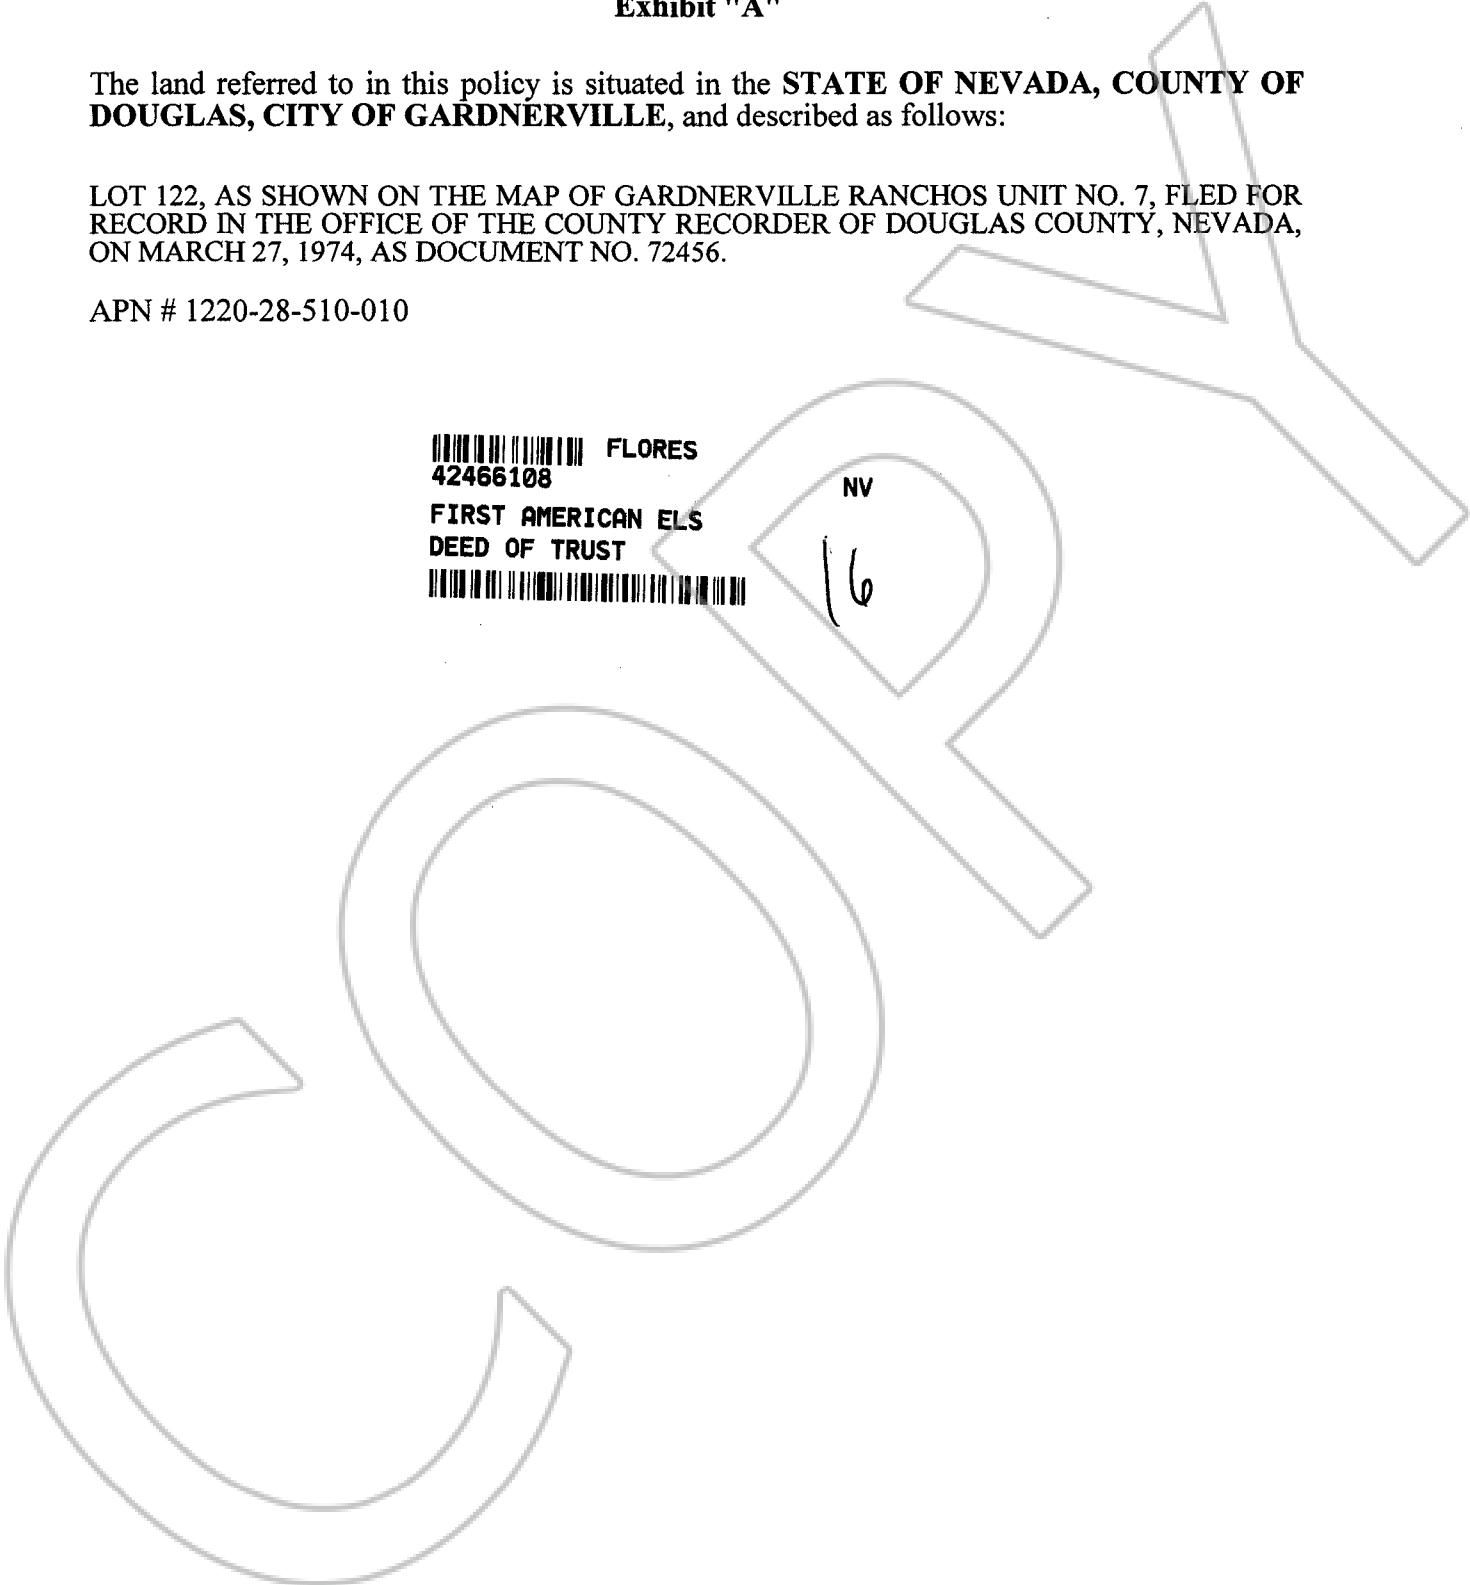 Exhibit "A"
The land referred to in this policy is situated in the STATE OF NEVADA, COUNTY OF
DOUGLAS, CITY OF GARDNERVILLE, and described as follows:
LOT 122, AS SHOWN ON THE MAP OF GARDNERVILLE RANCHOS UNIT NO. 7, FLED FOR
RECORD IN THE OFFICE OF THE COUNTY RECORDER OF DOUGLAS COUNTY, NEVADA,
ON MARCH 27, 1974, AS DOCUMENT NO. 72456.
APN # 1220-28-510-010
FLORES
42466108
NV
FIRST AMERICAN ELS
DEED OF TRUST
16
COPY